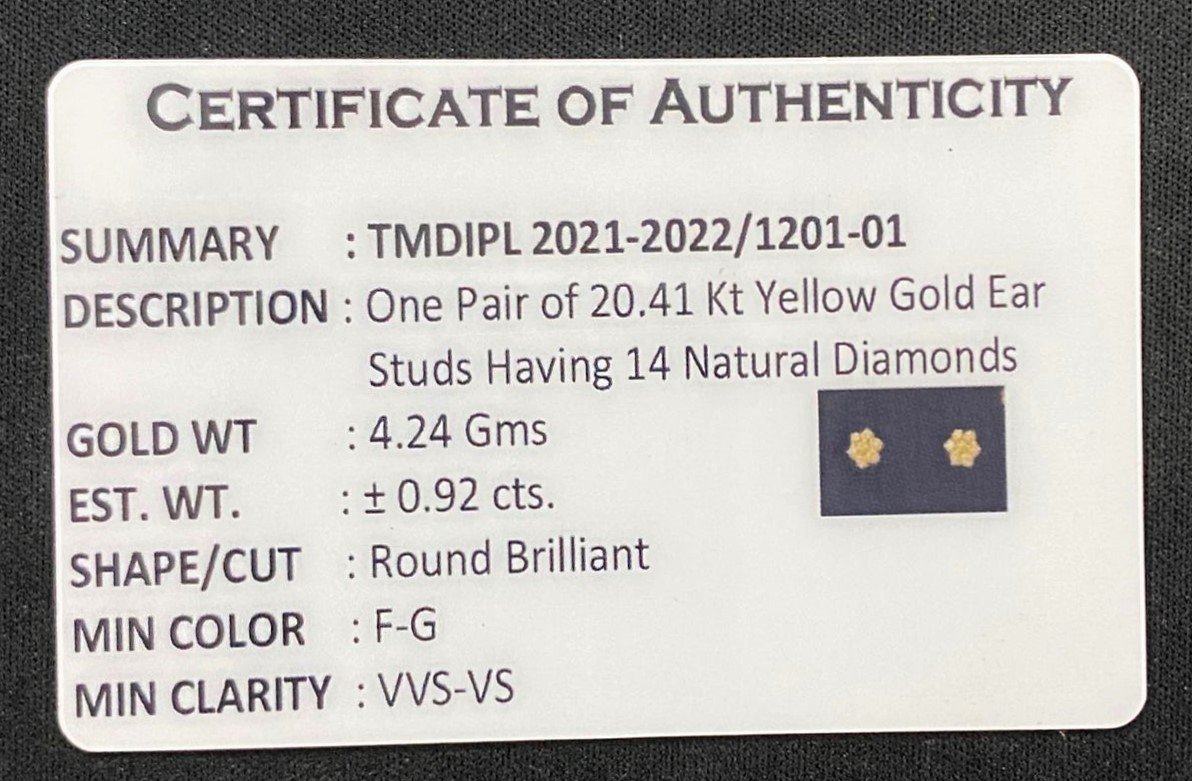 CERTIFICATE OF AUTHENTICITY
SUMMARY : TMDIPL 2021-2022/1201-01
DESCRIPTION : One Pair of 20.41 Kt Yellow Gold Ear
Studs Having 14 Natural Diamonds
GOLD WT : 4.24 Gms
EST. WT. : ± 0.92 cts.
SHAPE/CUT : Round Brilliant
MIN COLOR : F-G
MIN CLARITY : VVS-VS